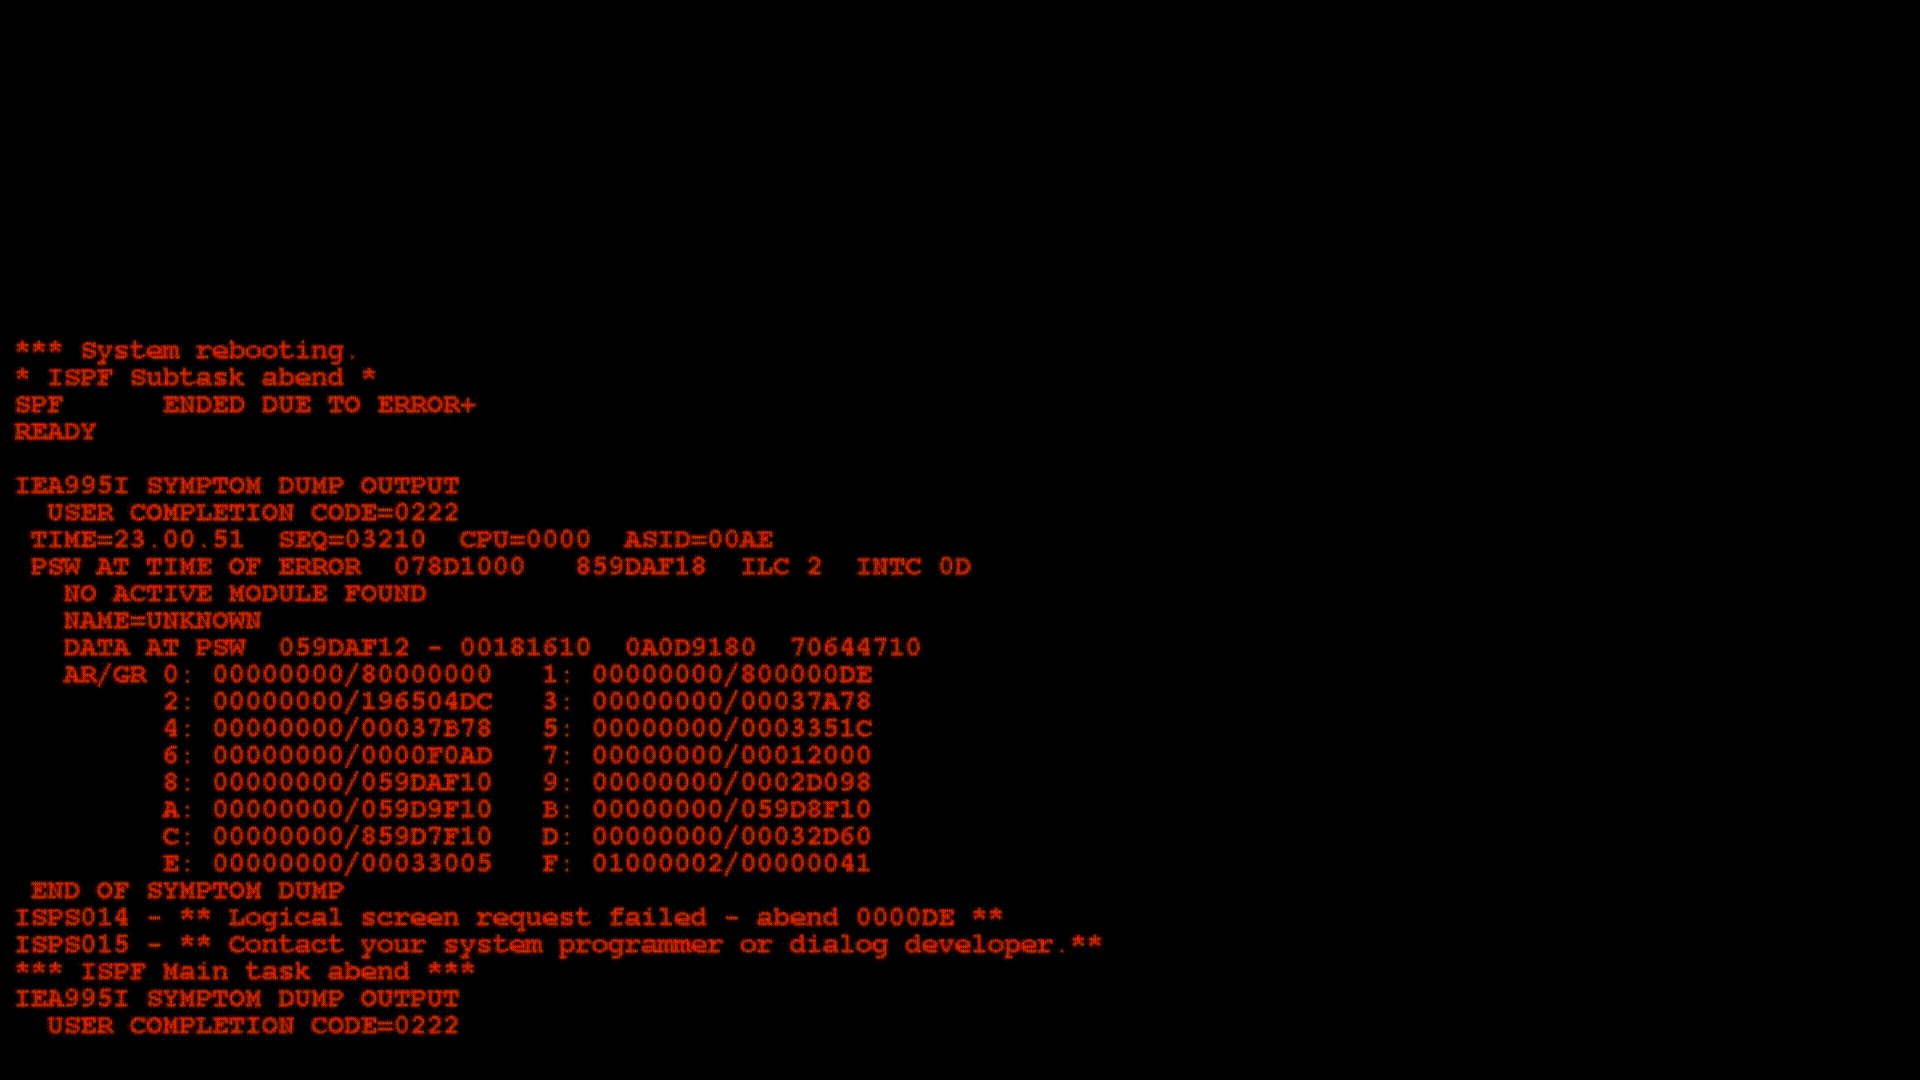 *** System rebooting.
* ISPF Subtask abend *
SPF      ENDED DUE TO ERROR+
READY
IEA995I SYMPTOM DUMP OUTPUT
  USER COMPLETION CODE=0222
 TIME=23.00.51  SEQ=03210  CPU=0000  ASID=00AE
 PSW AT TIME OF ERROR  078D1000   859DAF18  ILC 2  INTC 0D
   NO ACTIVE MODULE FOUND
   NAME=UNKNOWN
   DATA AT PSW  059DAF12 - 00181610  0A0D9180  70644710
   AR/GR 0: 00000000/80000000   1: 00000000/800000DE
         2: 00000000/196504DC   3: 00000000/00037A78
         4: 00000000/00037B78   5: 00000000/0003351C
         6: 00000000/0000F0AD   7: 00000000/00012000
         8: 00000000/059DAF10   9: 00000000/0002D098
         A: 00000000/059D9F10   B: 00000000/059D8F10
         C: 00000000/859D7F10   D: 00000000/00032D60
         E: 00000000/00033005   F: 01000002/00000041
 END OF SYMPTOM DUMP
ISPS014 - ** Logical screen request failed - abend 0000DE **
ISPS015 - ** Contact your system programmer or dialog developer.**
*** ISPF Main task abend ***
IEA995I SYMPTOM DUMP OUTPUT
  USER COMPLETION CODE=0222